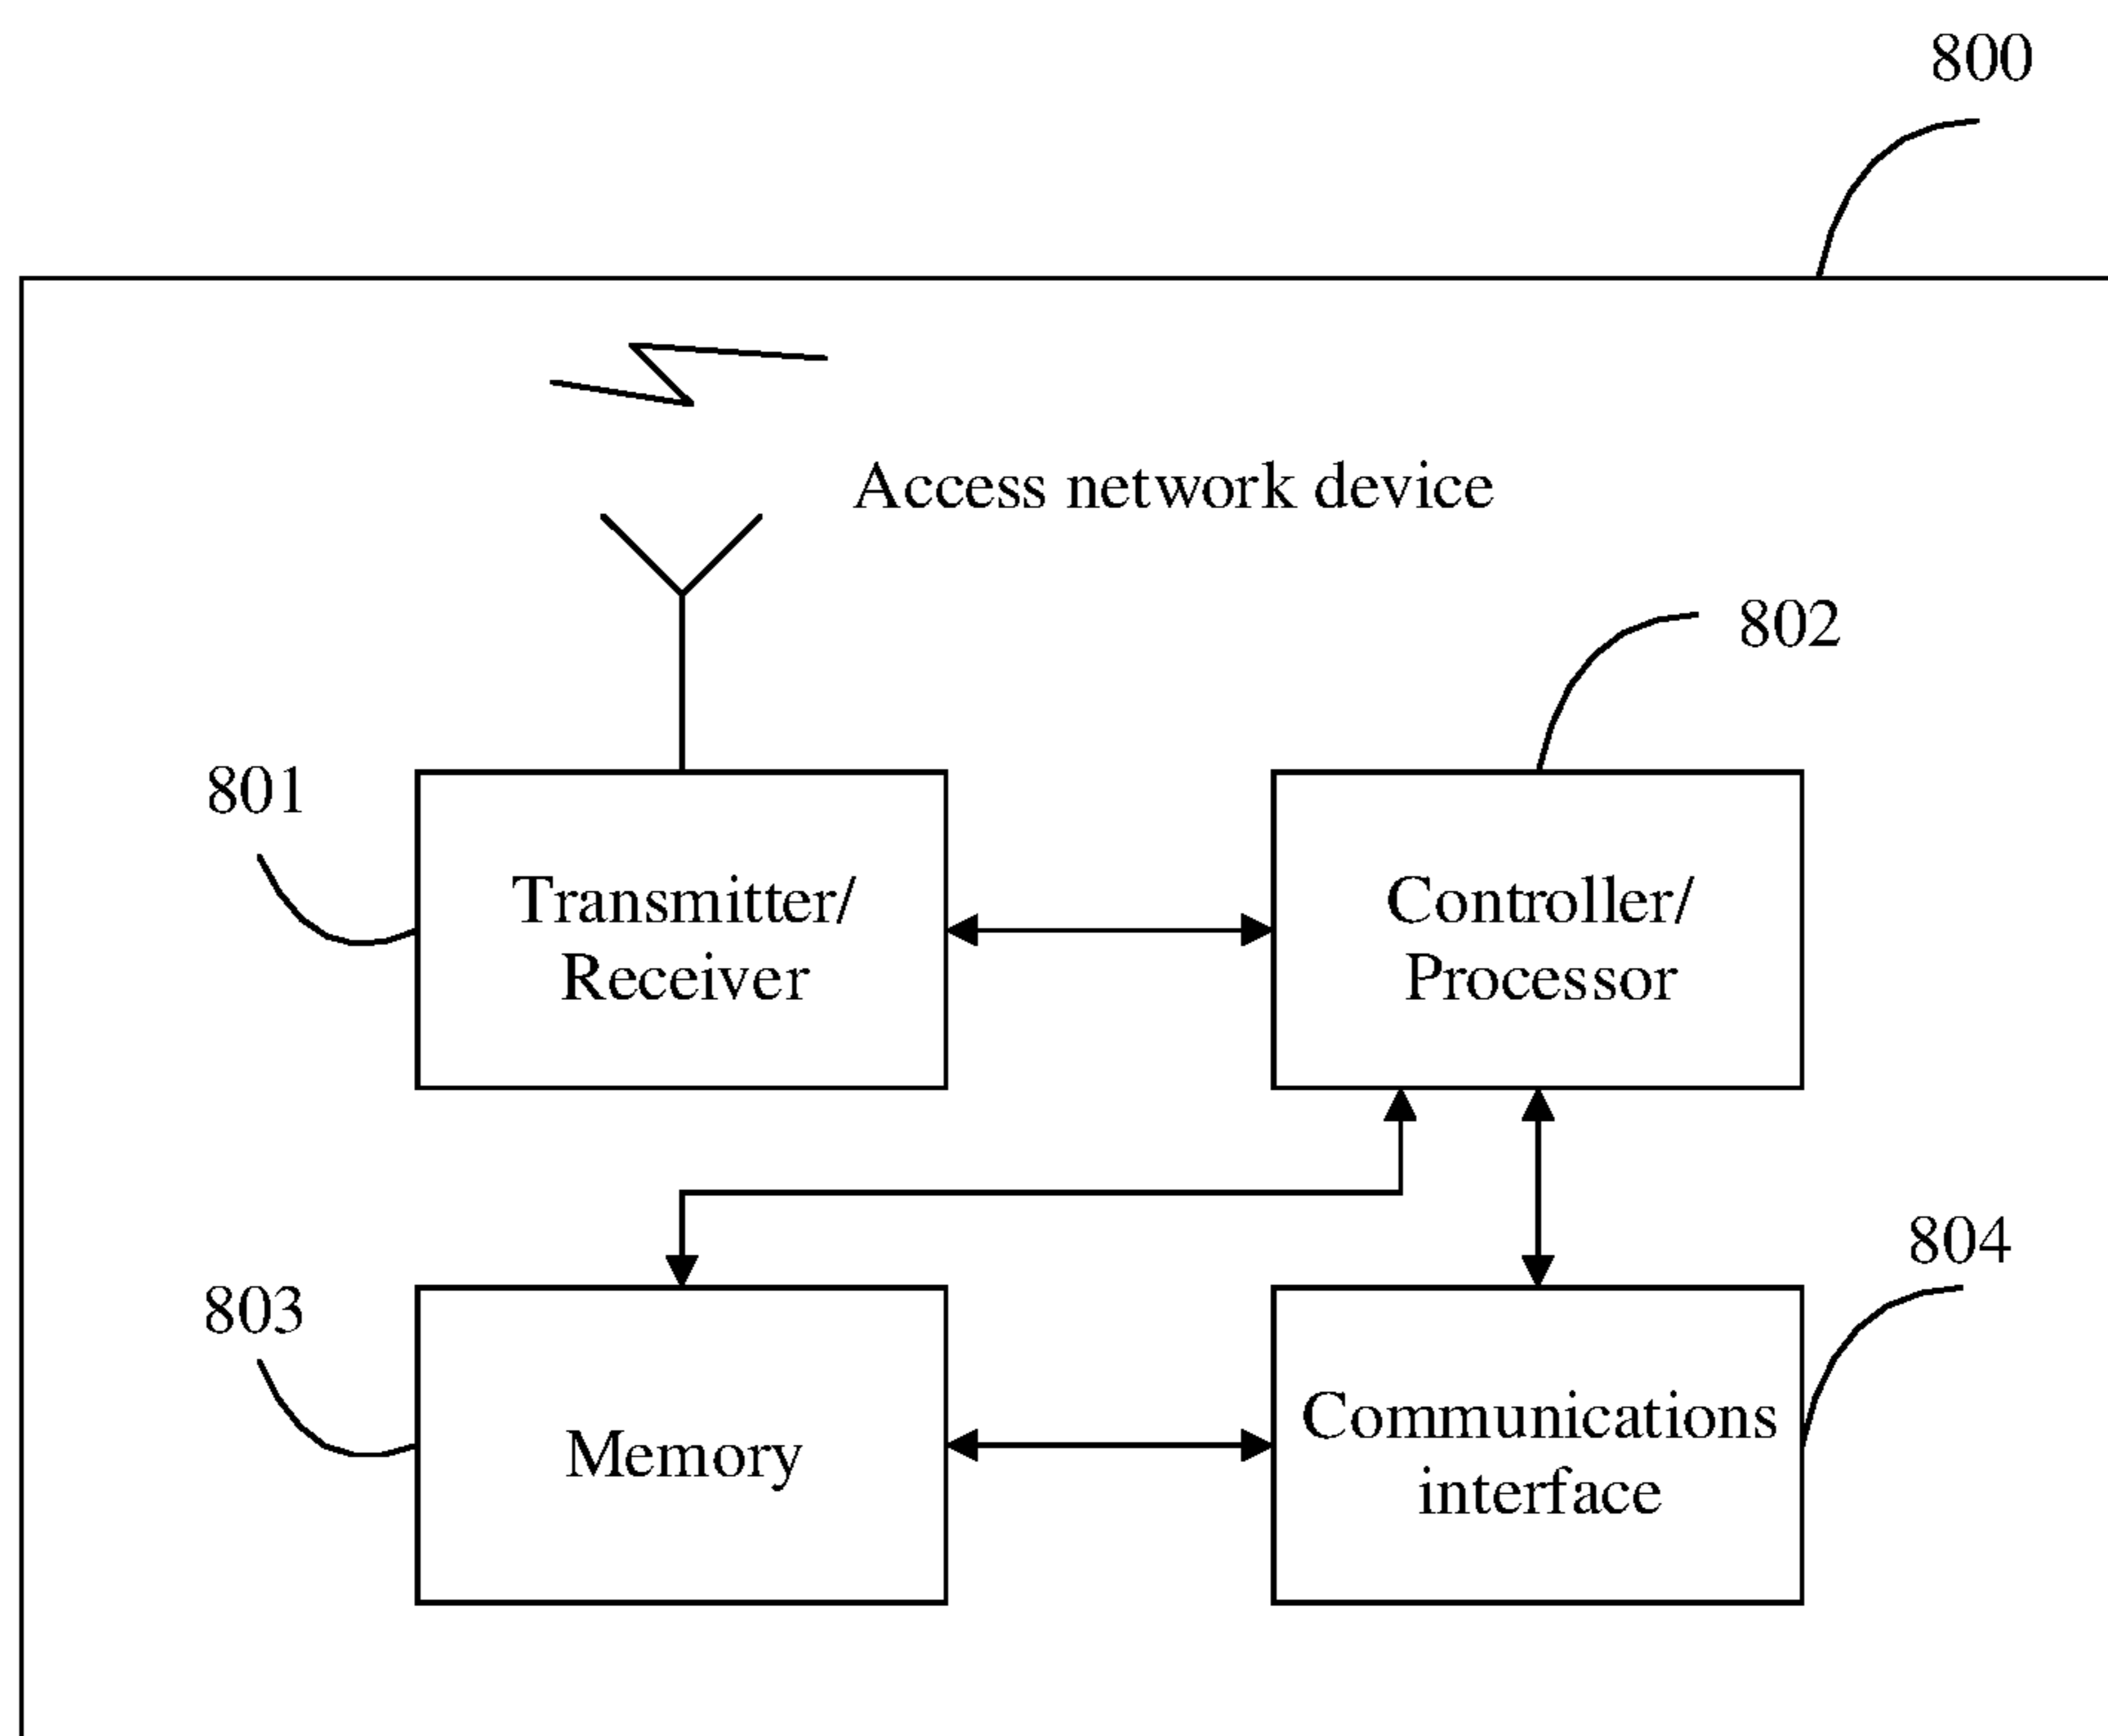 800
Access network device
802
801
Transmitter/
Receiver
Controller/
Processor
804
803
Memory
Communications
interface